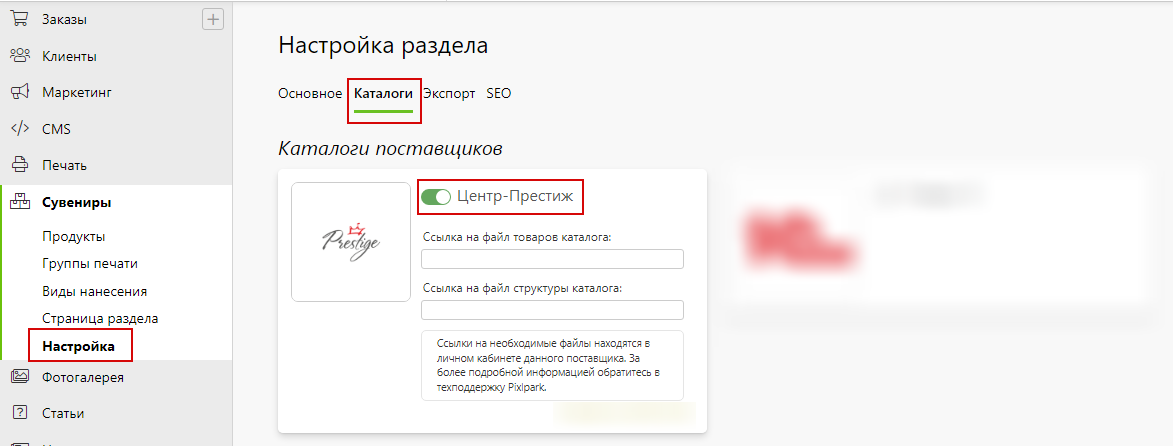 Заказы
Клиенты
Маркетинг
CMS
Печать
Сувениры
Продукты
Группы печати
Виды нанесения
Страница раздела
Настройка
Фотогалерея
Статьи
Настройка раздела
Основное Каталоги Экспорт SEO
Каталоги поставщиков
Prestige
Центр-Престиж
Ссылка на файл товаров каталога:
Ссылка на файл структуры каталога:
Ссылки на необходимые файлы находятся в
личном кабинете данного поставщика. За
более подробной информацией обратитесь в
техподдержку Pixlpark.